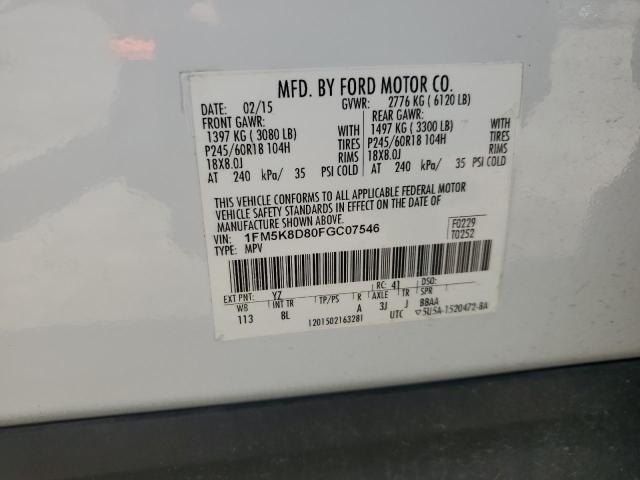 MFD. BY FORD MOTOR CO.
DATE: 02/15 GVWR: 2776 KG ( 6120 LB)
FRONT GAWR: REAR GAWR:
1397 KG ( 3080 LB) WITH 1497 KG ( 3300 LB) WITH
P245/60R18 104H TIRES P245/60R18 104H TIRES
18X8.0J RIMS 18X8.0J RIMS
AT 240 kPa/ 35 PSI COLD AT 240 kPa/ 35 PSI COLD
THIS VEHICLE CONFORMS TO ALL APPLICABLE FEDERAL MOTOR
VEHICLE SAFETY STANDARDS IN EFFECT ON THE DATE OF
MANUFACTURE SHOWN ABOVE.
VIN: 1FM5K8D80FGC07546 F0229
TYPE: MPV T0252
EXT PNT: YZ RC: 41 DSO:
WB INT TR TP/PS R AXLE TR SPR
113 8L A 3J J BBAA
1201502163281 UTC ▽5U5A-1520472-BA